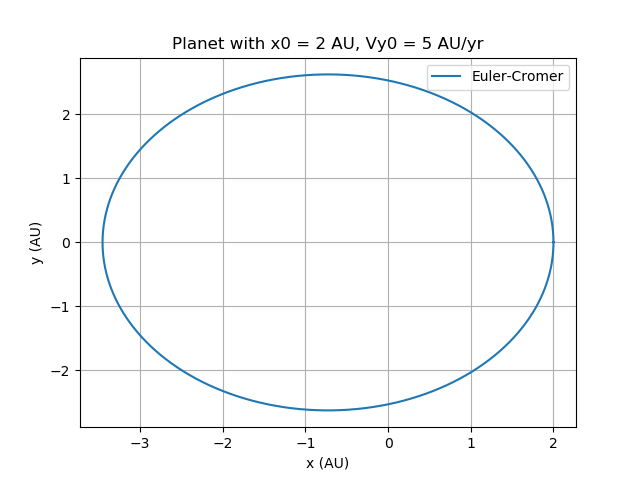 Planet with x0 = 2 AU, Vy0 = 5 AU/yr
Euler-Cromer
y (AU)
2
1
0
−1
−2
−3 −2 −1 0 1 2
x (AU)